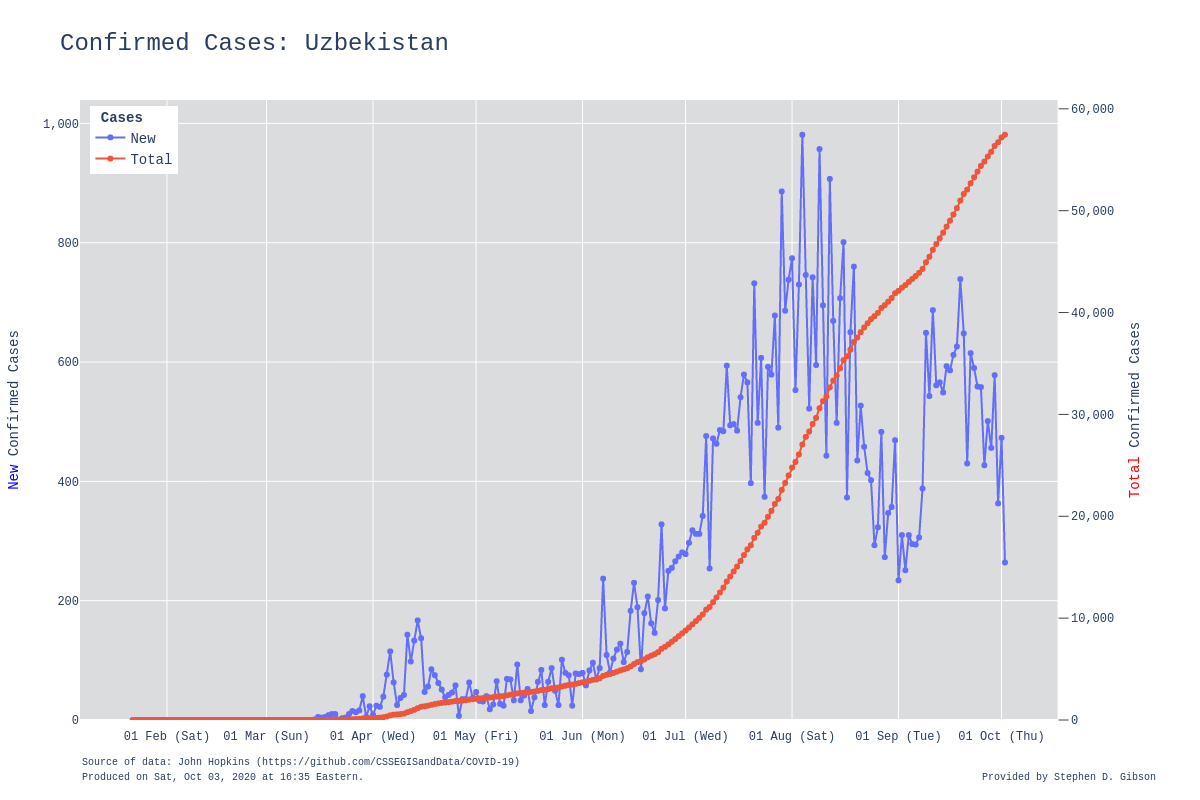 Confirmed Cases: Uzbekistan
Cases
New
Total
1,000
800
600
400
200
0
60,000
50,000
40,000
30,000
20,000
10,000
0
New Confirmed Cases
Total Confirmed Cases
01 Feb (Sat) 01 Mar (Sun) 01 Apr (Wed) 01 May (Fri) 01 Jun (Mon) 01 Jul (Wed) 01 Aug (Sat) 01 Sep (Tue) 01 Oct (Thu)
Source of data: John Hopkins (https://github.com/CSSEGISandData/COVID-19)
Produced on Sat, Oct 03, 2020 at 16:35 Eastern.
Provided by Stephen D. Gibson